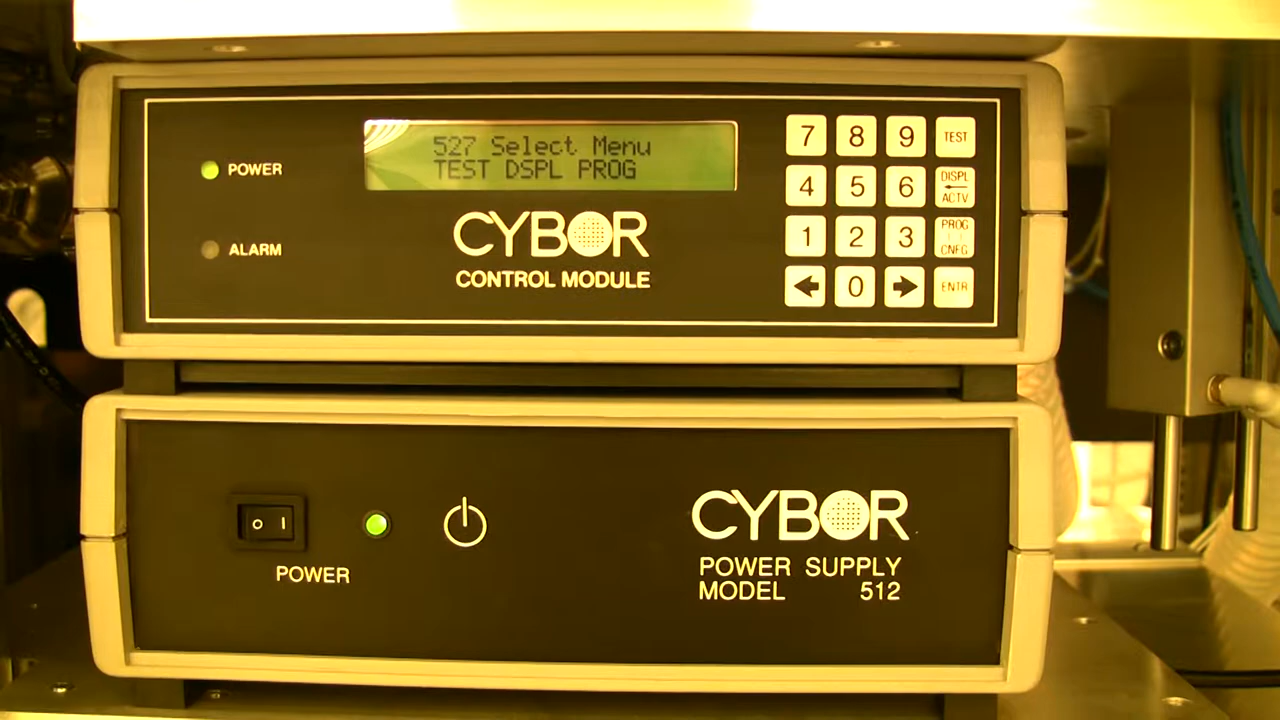 527 Select Menu
TEST DSPL PROG
POWER
ALARM
CYBOR
CONTROL MODULE
7 8 9 TEST
4 5 6 DISPL ACTV
1 2 3 PROG CNFG
0 ENTR
O I
POWER
CYBOR
POWER SUPPLY
MODEL 512